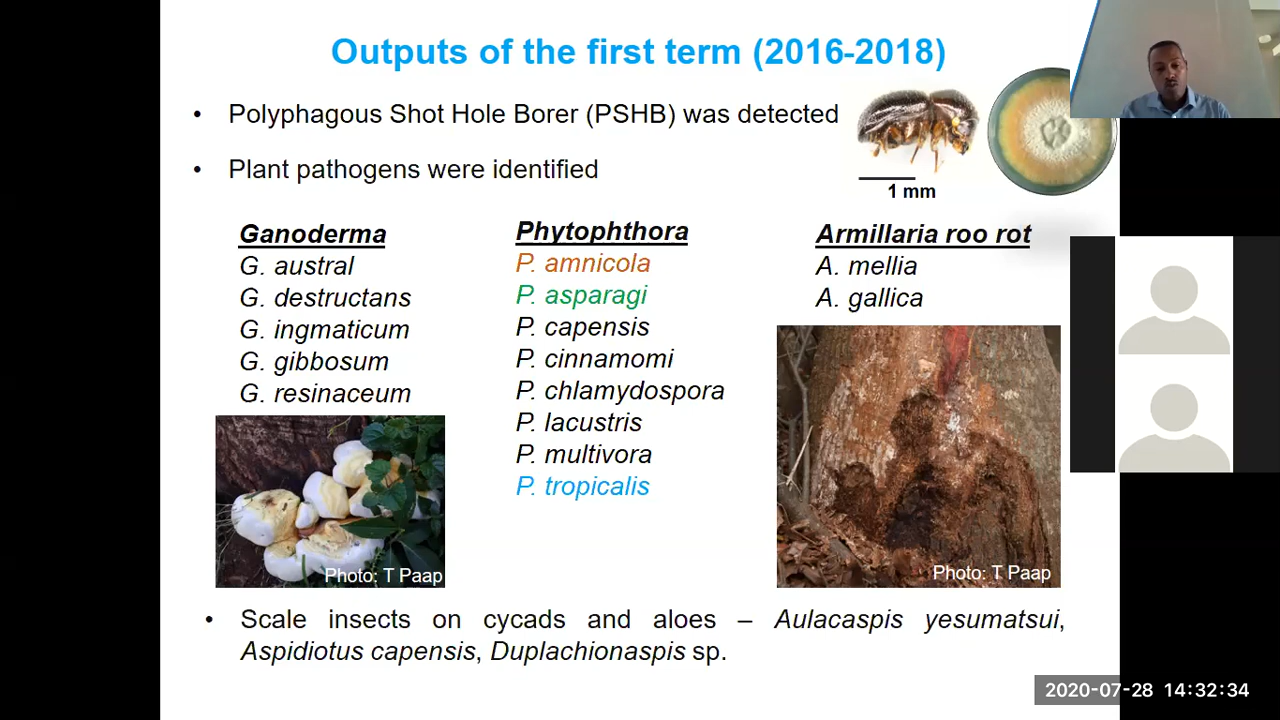 Outputs of the first term (2016-2018)
• Polyphagous Shot Hole Borer (PSHB) was detected
• Plant pathogens were identified
1 mm
Ganoderma
G. austral
G. destructans
G. ingmaticum
G. gibbosum
G. resinaceum
Photo: T Paap
Phytophthora
P. amnicola
P. asparagi
P. capensis
P. cinnamomi
P. chlamydospora
P. lacustris
P. multivora
P. tropicalis
Armillaria roo rot
A. mellia
A. gallica
Photo: T Paap
• Scale insects on cycads and aloes – Aulacaspis yesumatsui,
Aspidiotus capensis, Duplachionaspis sp.
2020-07-28 14:32:34